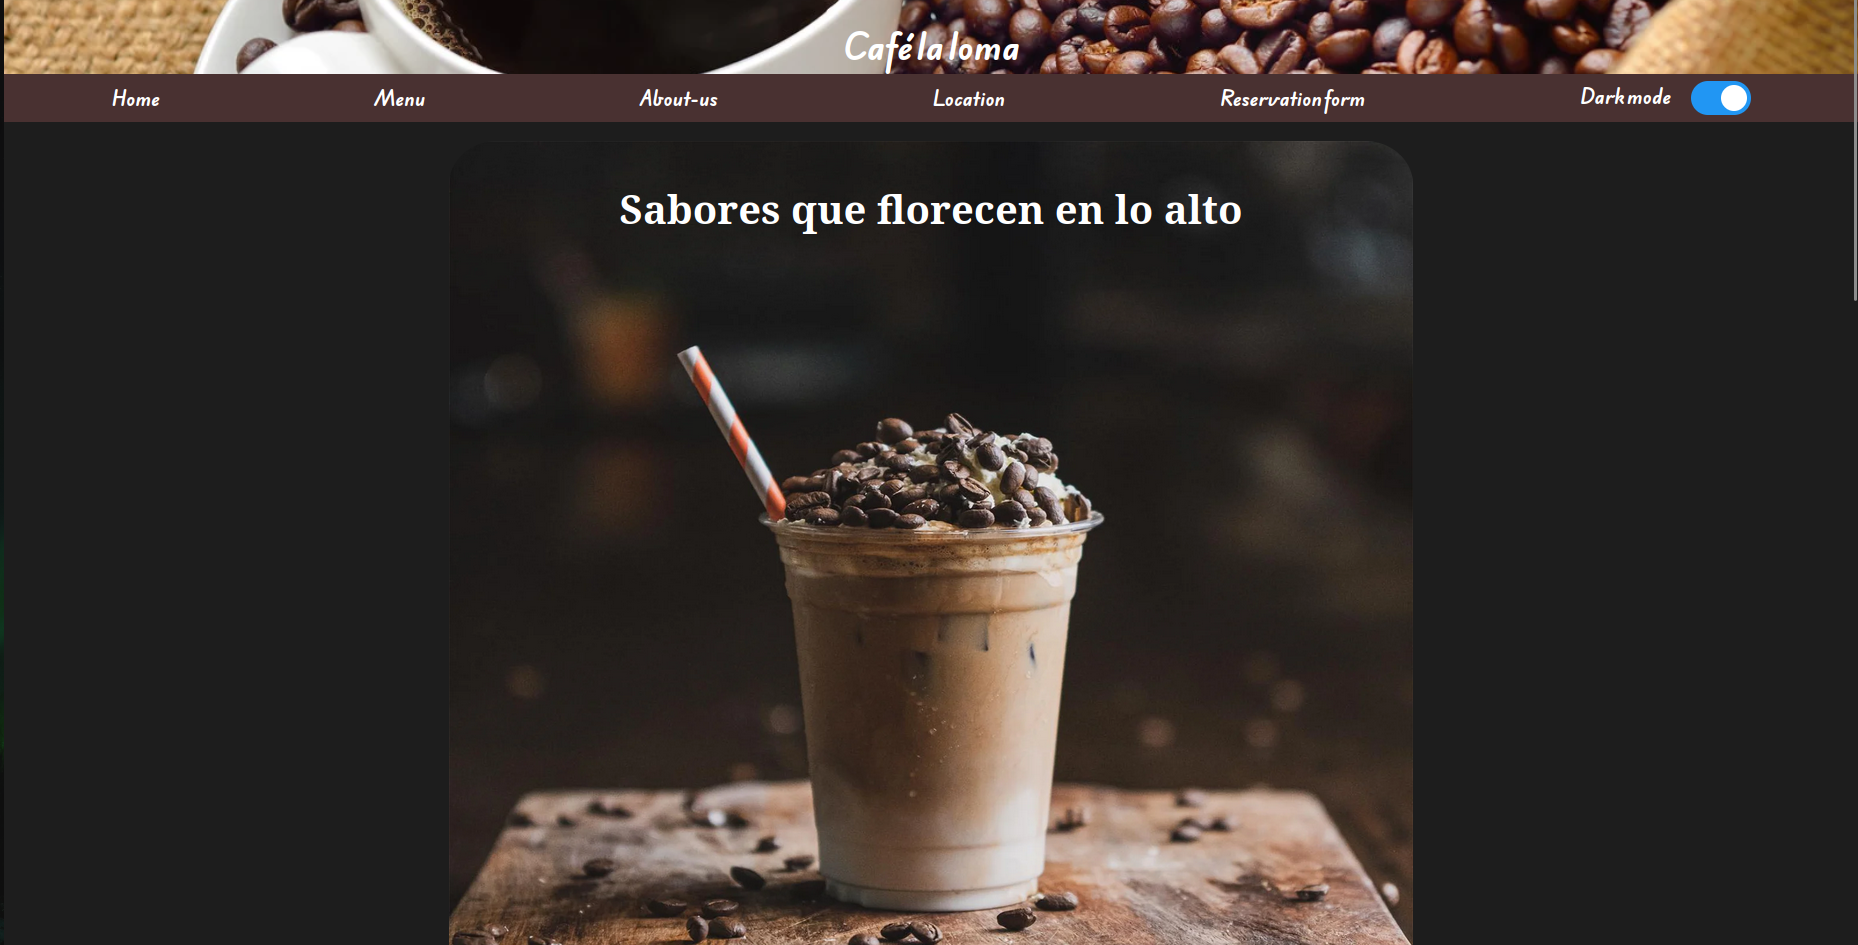 Café la loma
Home
Menu
About-us
Location
Reservation form
Dark mode
Sabores que florecen en lo alto